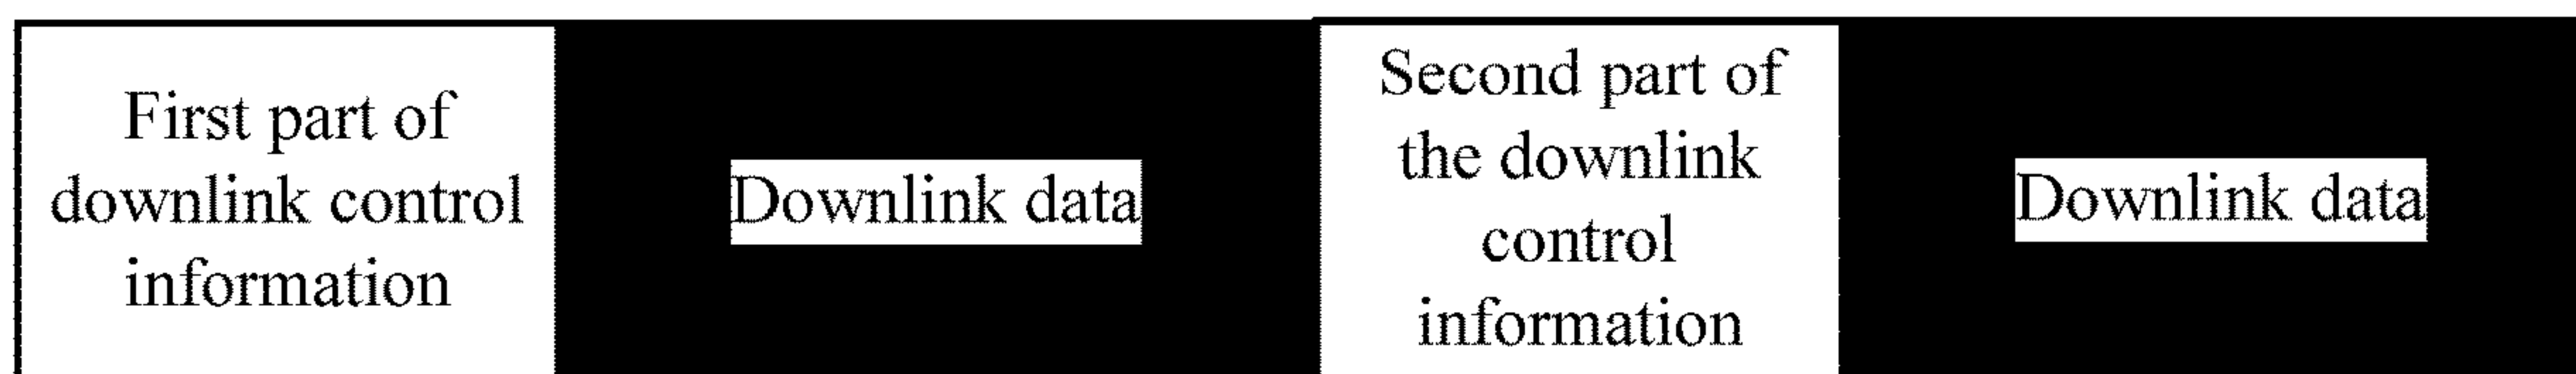 First part of
downlink control
information
Downlink data
Second part of
the downlink
control
information
Downlink data